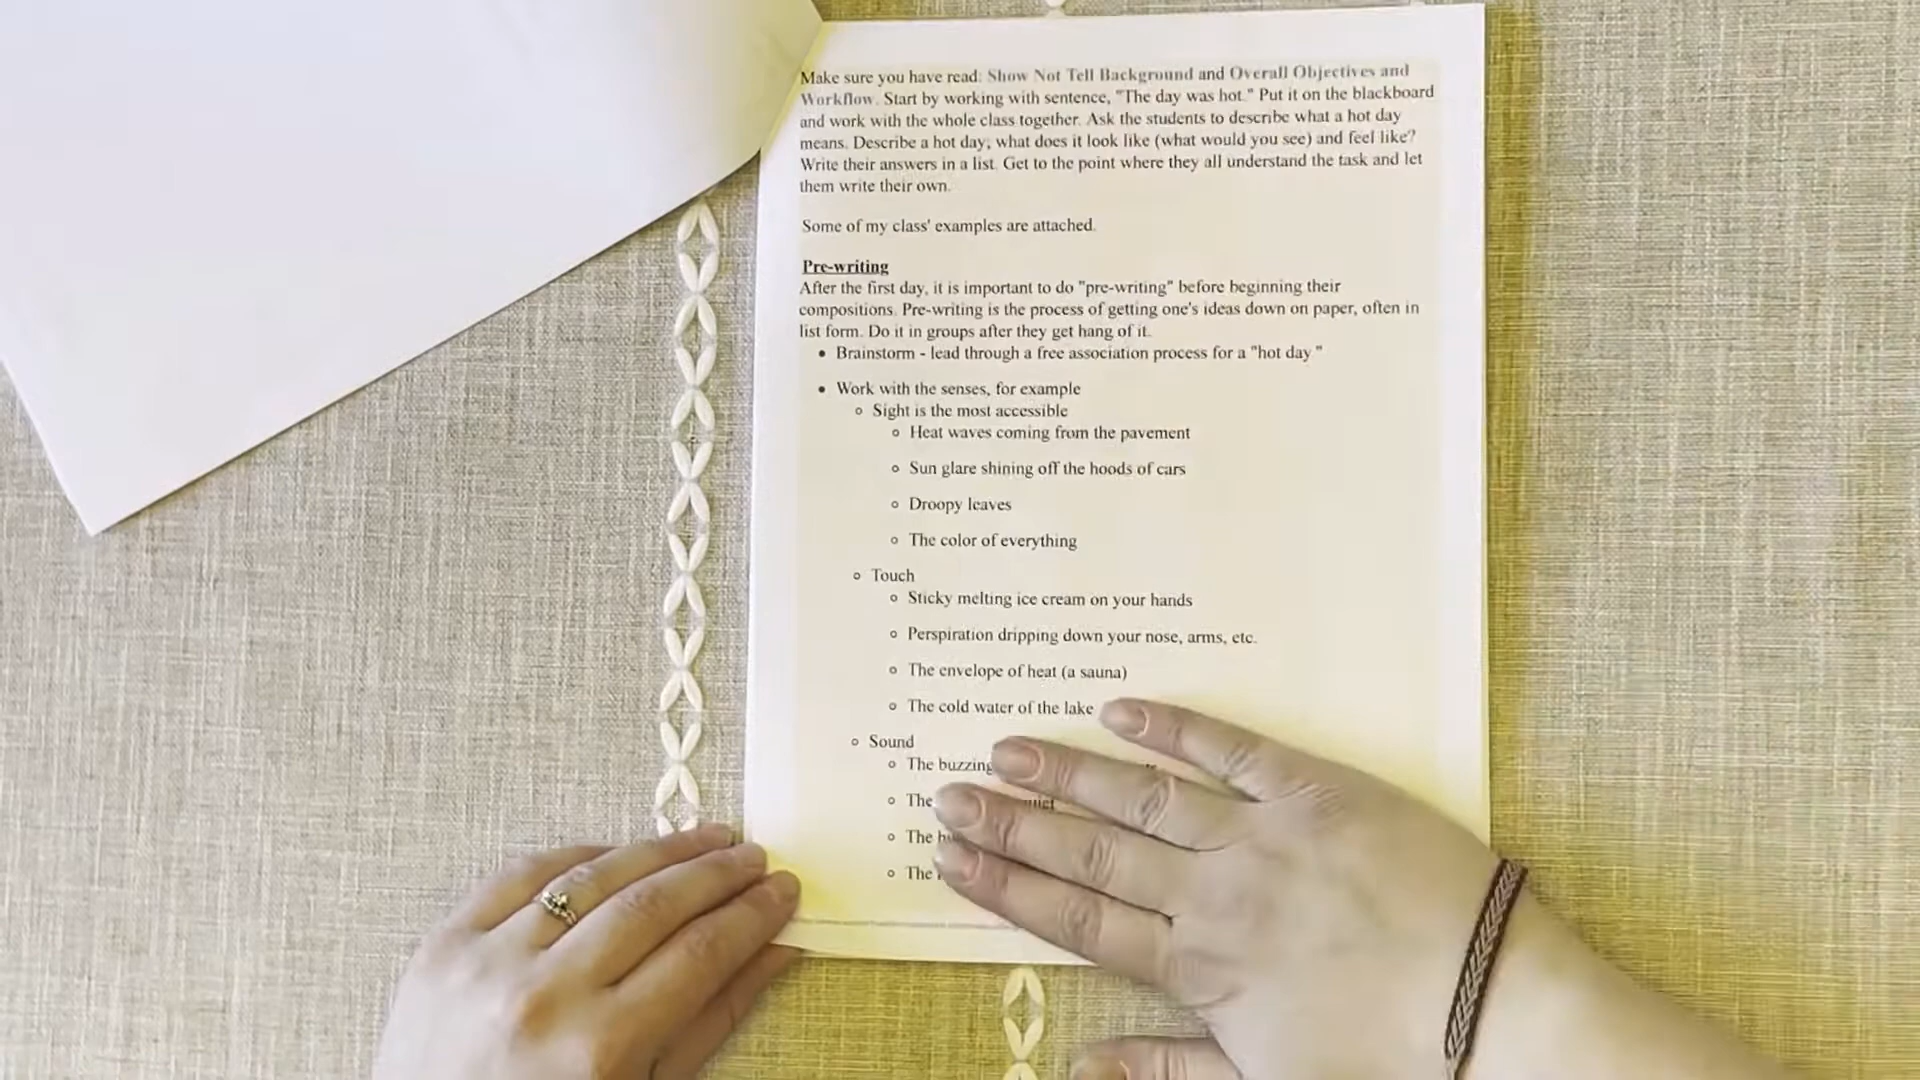 Make sure you have read: Show Not Tell Background and Overall Objectives and
Workflow. Start by working with sentence, "The day was hot." Put it on the blackboard
and work with the whole class together. Ask the students to describe what a hot day
means. Describe a hot day; what does it look like (what would you see) and feel like?
Write their answers in a list. Get to the point where they all understand the task and let
them write their own.
Some of my class' examples are attached.
Pre-writing
After the first day, it is important to do "pre-writing" before beginning their
compositions. Pre-writing is the process of getting one's ideas down on paper, often in
list form. Do it in groups after they get hang of it.
• Brainstorm - lead through a free association process for a "hot day."
• Work with the senses, for example
o Sight is the most accessible
o Heat waves coming from the pavement
o Sun glare shining off the hoods of cars
o Droopy leaves
o The color of everything
o Touch
o Sticky melting ice cream on your hands
o Perspiration dripping down your nose, arms, etc.
o The envelope of heat (a sauna)
o The cold water of the lake
o Sound
o The buzzing
o The
o The
o The